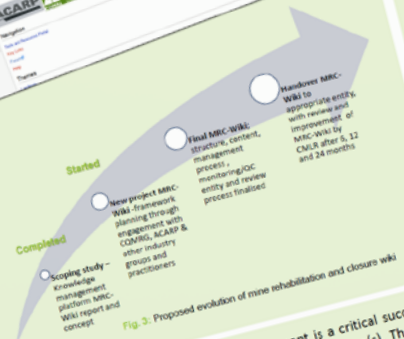 ACARP
Navigation
Themes
Started
Completed
Scoping study –
Knowledge
management
platform MRC-
Wiki report and
concept
New project MRC-
Wiki -framework
planning through
engagement with
CQMRG, ACARP &
other industry
groups and
practitioners
Final MRC-Wiki:
structure, content,
management
process ,
monitoring/QC
entity and review
process finalised
Handover MRC-
Wiki to
appropriate entity,
with review and
improvement of
MRC-Wiki by
CMLR after 6, 12
and 24 months
Fig. 3: Proposed evolution of mine rehabilitation and closure wiki
is a critical